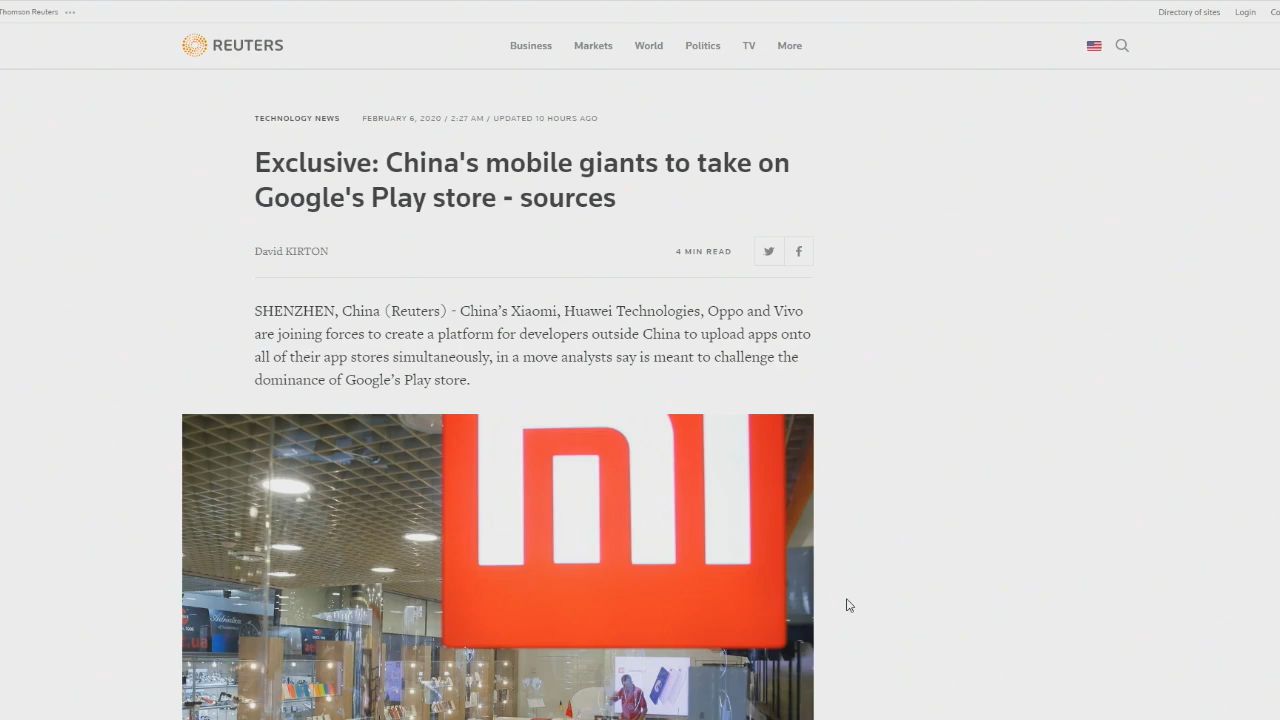 Thomson Reuters
Directory of sites Login Co
REUTERS
Business Markets World Politics TV More
TECHNOLOGY NEWS FEBRUARY 6, 2020 / 2:27 AM / UPDATED 10 HOURS AGO
Exclusive: China's mobile giants to take on
Google's Play store - sources
David KIRTON
4 MIN READ
SHENZHEN, China (Reuters) - China’s Xiaomi, Huawei Technologies, Oppo and Vivo
are joining forces to create a platform for developers outside China to upload apps onto
all of their app stores simultaneously, in a move analysts say is meant to challenge the
dominance of Google’s Play store.
mi